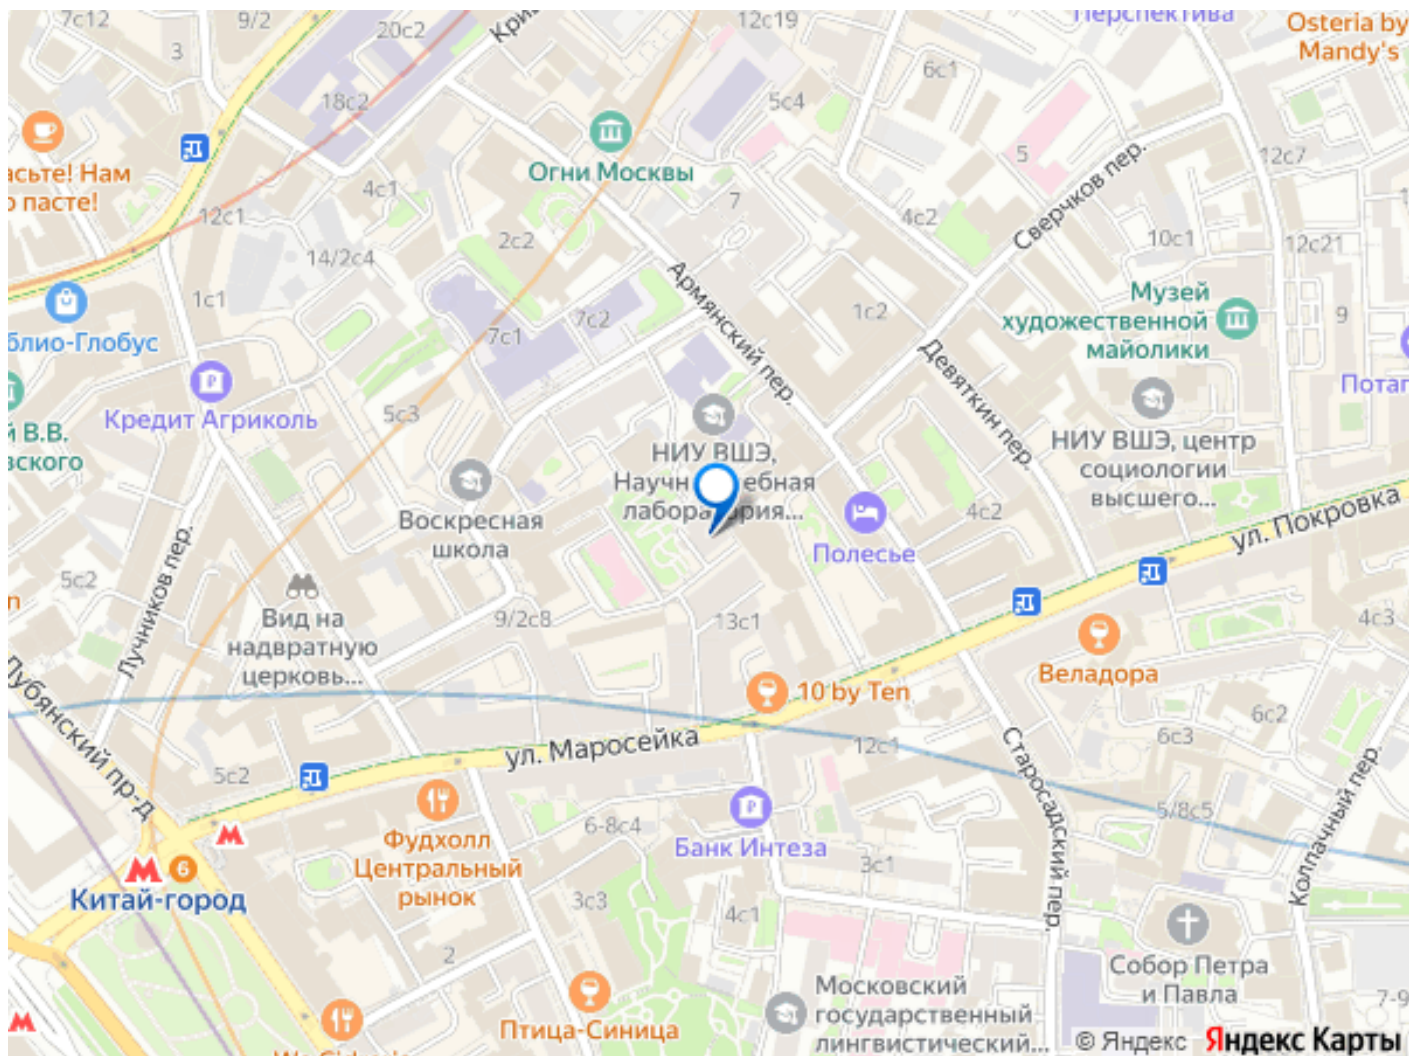 7с12
9/2
20с2
Кри
12с19
Перспектива
Osteria by
Mandy's
3
18с2
6с1
5с4
асьте! Нам
о пасте!
4с1
12с1
Огни Москвы
7
5
12с7
Сверчков пер.
4с2
10с1
12с21
2с2
14/2с4
1с1
Армянский пер.
блио-Глобус
7с2
7с1
1с2
Музей
художественной
майолики
9
Девяткин пер.
Потап
Кредит Агриколь
5с3
й В.В.
вского
НИУ ВШЭ,
Научн ебная
лаборатория...
НИУ ВШЭ, центр
социологии
высшего...
Воскресная
школа
Полесье
4с2
ул. Покровка
Лучников пер.
5с2
п
Вид на
надвратную
церковь...
9/2с8
13с1
4с3
Веладора
10 by Ten
Лубянский пр-д
ул. Маросейка
12с1
Старосадский пер.
6с2
6с3
5с2
5/8с5
Колпачный пер.
Фудхолл
Центральный
рынок
6-8с4
Банк Интеза
3с1
6
Китай-город
3с3
4с1
2
Собор Петра
и Павла
Птица-Синица
Московский
государственный
лингвистический...
7-9
© Яндекс Яндекс Карты